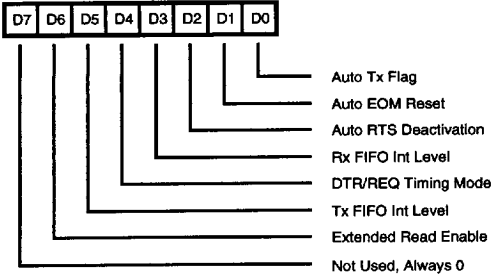 D7 D6 D5 D4 D3 D2 D1 D0
Auto Tx Flag
Auto EOM Reset
Auto RTS Deactivation
Rx FIFO Int Level
DTR/REQ Timing Mode
Tx FIFO Int Level
Extended Read Enable
Not Used, Always 0